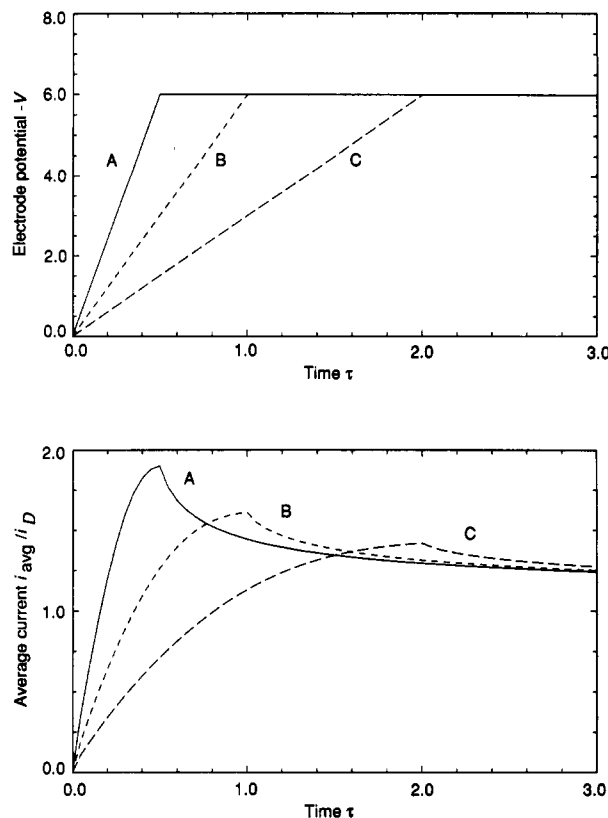 8.0
6.0
4.0
2.0
0.0
Electrode potential -V
A
B
C
0.0 1.0 2.0 3.0
Time τ
2.0
1.0
0.0
Average current i avg / i D
A
B
C
0.0 1.0 2.0 3.0
Time τ